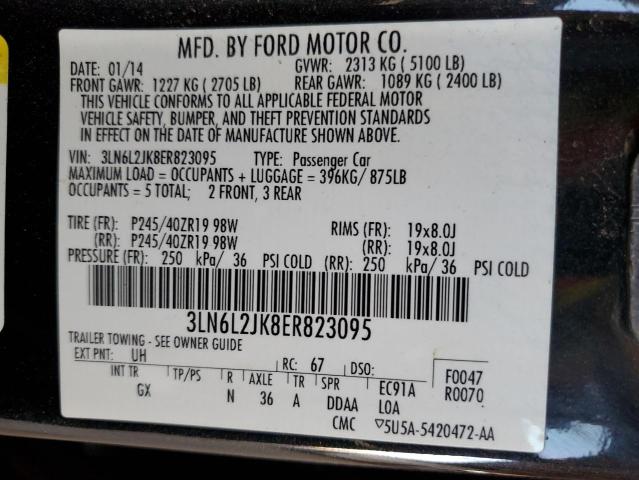 MFD. BY FORD MOTOR CO.
DATE: 01/14 GVWR: 2313 KG ( 5100 LB)
FRONT GAWR: 1227 KG ( 2705 LB) REAR GAWR: 1089 KG ( 2400 LB)
THIS VEHICLE CONFORMS TO ALL APPLICABLE FEDERAL MOTOR
VEHICLE SAFETY, BUMPER, AND THEFT PREVENTION STANDARDS
IN EFFECT ON THE DATE OF MANUFACTURE SHOWN ABOVE.
VIN: 3LN6L2JK8ER823095 TYPE: Passenger Car
MAXIMUM LOAD = OCCUPANTS + LUGGAGE = 396KG/ 875LB
OCCUPANTS = 5 TOTAL; 2 FRONT, 3 REAR
TIRE (FR): P245/40ZR19 98W RIMS (FR): 19x8.0J
(RR): P245/40ZR19 98W (RR): 19x8.0J
PRESSURE (FR): 250 kPa/ 36 PSI COLD (RR): 250 kPa/ 36 PSI COLD
3LN6L2JK8ER823095
TRAILER TOWING - SEE OWNER GUIDE
EXT PNT: UH RC: 67 DSO: F0047
INT TR TP/PS R AXLE TR SPR EC91A R0070
GX N 36 A DDAA LOA
CMC ▽5U5A-5420472-AA